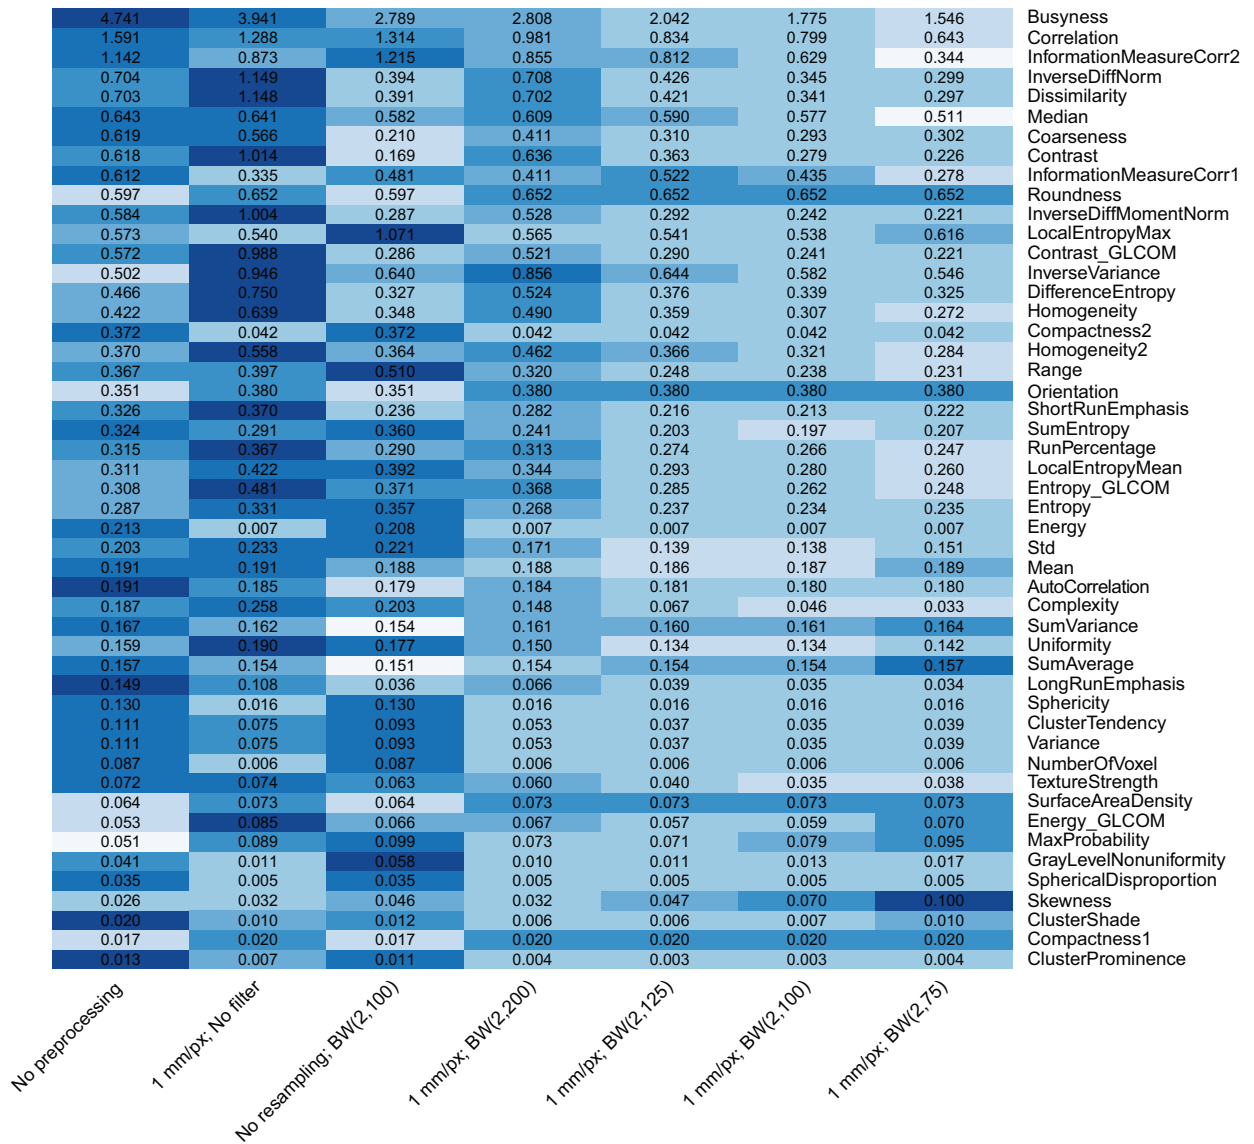 4.741 3.941 2.789 2.808 2.042 1.775 1.546 Busyness
1.591 1.288 1.314 0.981 0.834 0.799 0.643 Correlation
1.142 0.873 1.215 0.855 0.812 0.629 0.344 InformationMeasureCorr2
0.704 1.149 0.394 0.708 0.426 0.345 0.299 InverseDiffNorm
0.703 1.148 0.391 0.702 0.421 0.341 0.297 Dissimilarity
0.643 0.641 0.582 0.609 0.590 0.577 0.511 Median
0.619 0.566 0.210 0.411 0.310 0.293 0.302 Coarseness
0.618 1.014 0.169 0.636 0.363 0.279 0.226 Contrast
0.612 0.335 0.481 0.411 0.522 0.435 0.278 InformationMeasureCorr1
0.597 0.652 0.597 0.652 0.652 0.652 0.652 Roundness
0.584 1.004 0.287 0.528 0.292 0.242 0.221 InverseDiffMomentNorm
0.573 0.540 1.071 0.565 0.541 0.538 0.616 LocalEntropyMax
0.572 0.988 0.286 0.521 0.290 0.241 0.221 Contrast_GLCOM
0.502 0.946 0.640 0.856 0.644 0.582 0.546 InverseVariance
0.466 0.750 0.327 0.524 0.376 0.339 0.325 DifferenceEntropy
0.422 0.639 0.348 0.490 0.359 0.307 0.272 Homogeneity
0.372 0.042 0.372 0.042 0.042 0.042 0.042 Compactness2
0.370 0.558 0.364 0.462 0.366 0.321 0.284 Homogeneity2
0.367 0.397 0.510 0.320 0.248 0.238 0.231 Range
0.351 0.380 0.351 0.380 0.380 0.380 0.380 Orientation
0.326 0.370 0.236 0.282 0.216 0.213 0.222 ShortRunEmphasis
0.324 0.291 0.360 0.241 0.203 0.197 0.207 SumEntropy
0.315 0.367 0.290 0.313 0.274 0.266 0.247 RunPercentage
0.311 0.422 0.392 0.344 0.293 0.280 0.260 LocalEntropyMean
0.308 0.481 0.371 0.368 0.285 0.262 0.248 Entropy_GLCOM
0.287 0.331 0.357 0.268 0.237 0.234 0.235 Entropy
0.213 0.007 0.208 0.007 0.007 0.007 0.007 Energy
0.203 0.233 0.221 0.171 0.139 0.138 0.151 Std
0.191 0.191 0.188 0.188 0.186 0.187 0.189 Mean
0.191 0.185 0.179 0.184 0.181 0.180 0.180 AutoCorrelation
0.187 0.258 0.203 0.148 0.067 0.046 0.033 Complexity
0.167 0.162 0.154 0.161 0.160 0.161 0.164 SumVariance
0.159 0.190 0.177 0.150 0.134 0.134 0.142 Uniformity
0.157 0.154 0.151 0.154 0.154 0.154 0.157 SumAverage
0.149 0.108 0.036 0.066 0.039 0.035 0.034 LongRunEmphasis
0.130 0.016 0.130 0.016 0.016 0.016 0.016 Sphericity
0.111 0.075 0.093 0.053 0.037 0.035 0.039 ClusterTendency
0.111 0.075 0.093 0.053 0.037 0.035 0.039 Variance
0.087 0.006 0.087 0.006 0.006 0.006 0.006 NumberOfVoxel
0.072 0.074 0.063 0.060 0.040 0.035 0.038 TextureStrength
0.064 0.073 0.064 0.073 0.073 0.073 0.073 SurfaceAreaDensity
0.053 0.085 0.066 0.067 0.057 0.059 0.070 Energy_GLCOM
0.051 0.089 0.099 0.073 0.071 0.079 0.095 MaxProbability
0.041 0.011 0.058 0.010 0.011 0.013 0.017 GrayLevelNonuniformity
0.035 0.005 0.035 0.005 0.005 0.005 0.005 SphericalDisproportion
0.026 0.032 0.046 0.032 0.047 0.070 0.100 Skewness
0.020 0.010 0.012 0.006 0.006 0.007 0.010 ClusterShade
0.017 0.020 0.017 0.020 0.020 0.020 0.020 Compactness1
0.013 0.007 0.011 0.004 0.003 0.003 0.004 ClusterProminence
No preprocessing
1 mm/px; No filter
No resampling; BW(2,100)
1 mm/px; BW(2,200)
1 mm/px; BW(2,125)
1 mm/px; BW(2,100)
1 mm/px; BW(2,75)